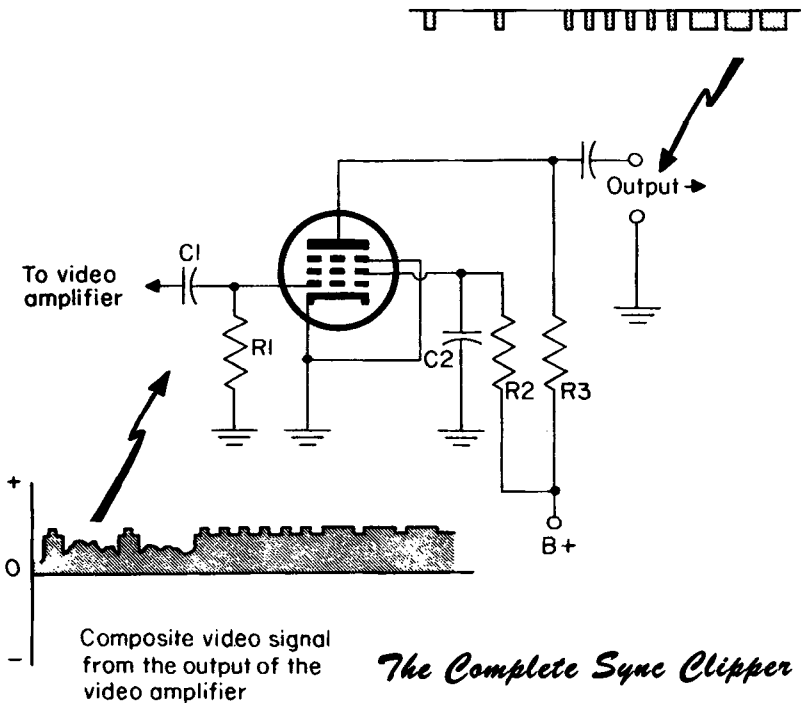 Output
C1
To video
amplifier
R1
C2
R2
R3
B+
+
0
-
Composite video signal
from the output of the
video amplifier
The Complete Sync Clipper